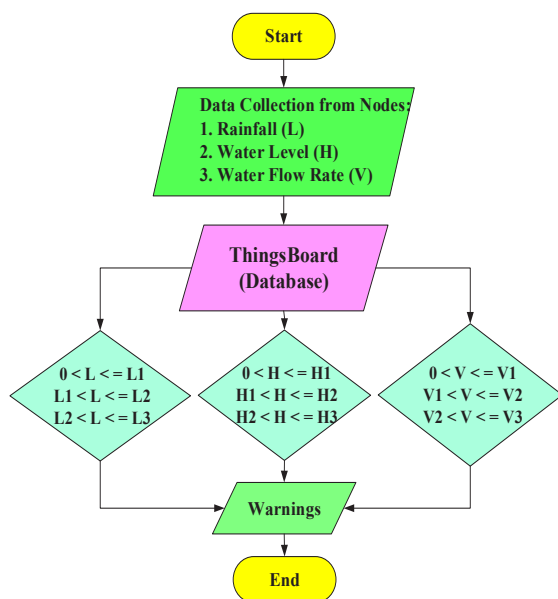 Start
Data Collection from Nodes:
1. Rainfall (L)
2. Water Level (H)
3. Water Flow Rate (V)
ThingsBoard
(Database)
0 < L <= L1
L1 < L <= L2
L2 < L <= L3
0 < H <= H1
H1 < H <= H2
H2 < H <= H3
0 < V <= V1
V1 < V <= V2
V2 < V <= V3
Warnings
End